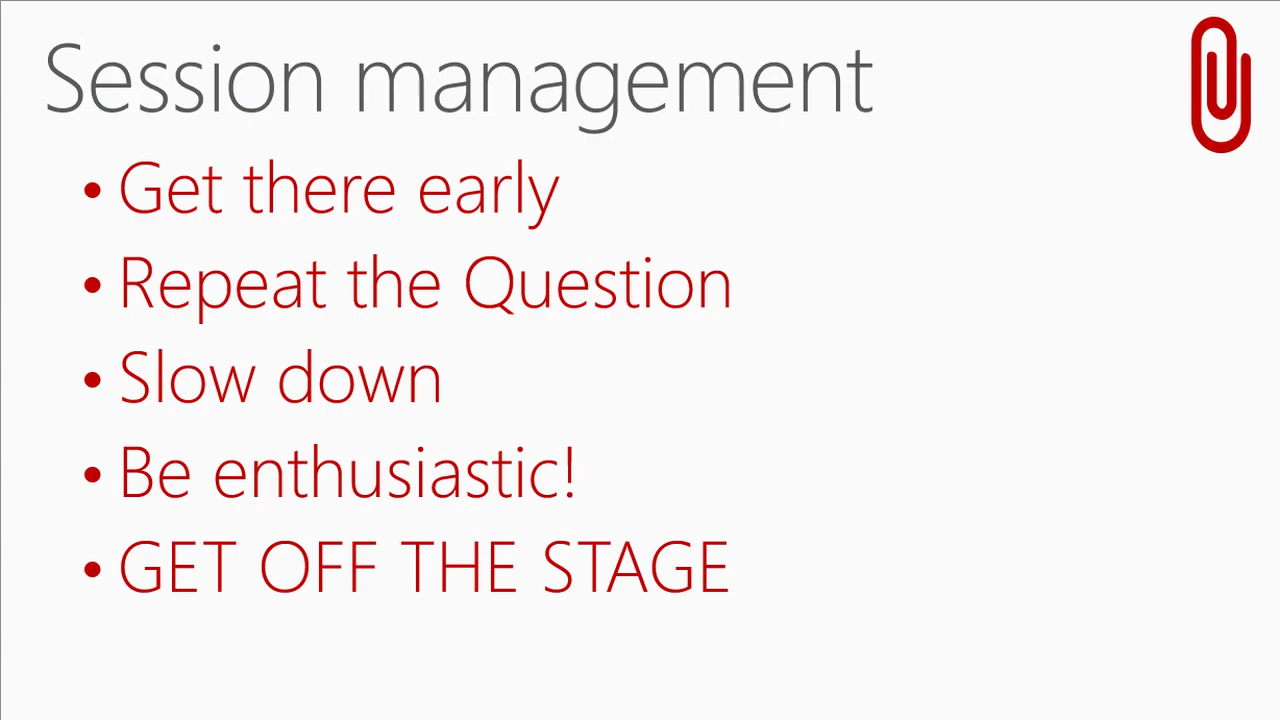 Session management
• Get there early
• Repeat the Question
• Slow down
• Be enthusiastic!
• GET OFF THE STAGE